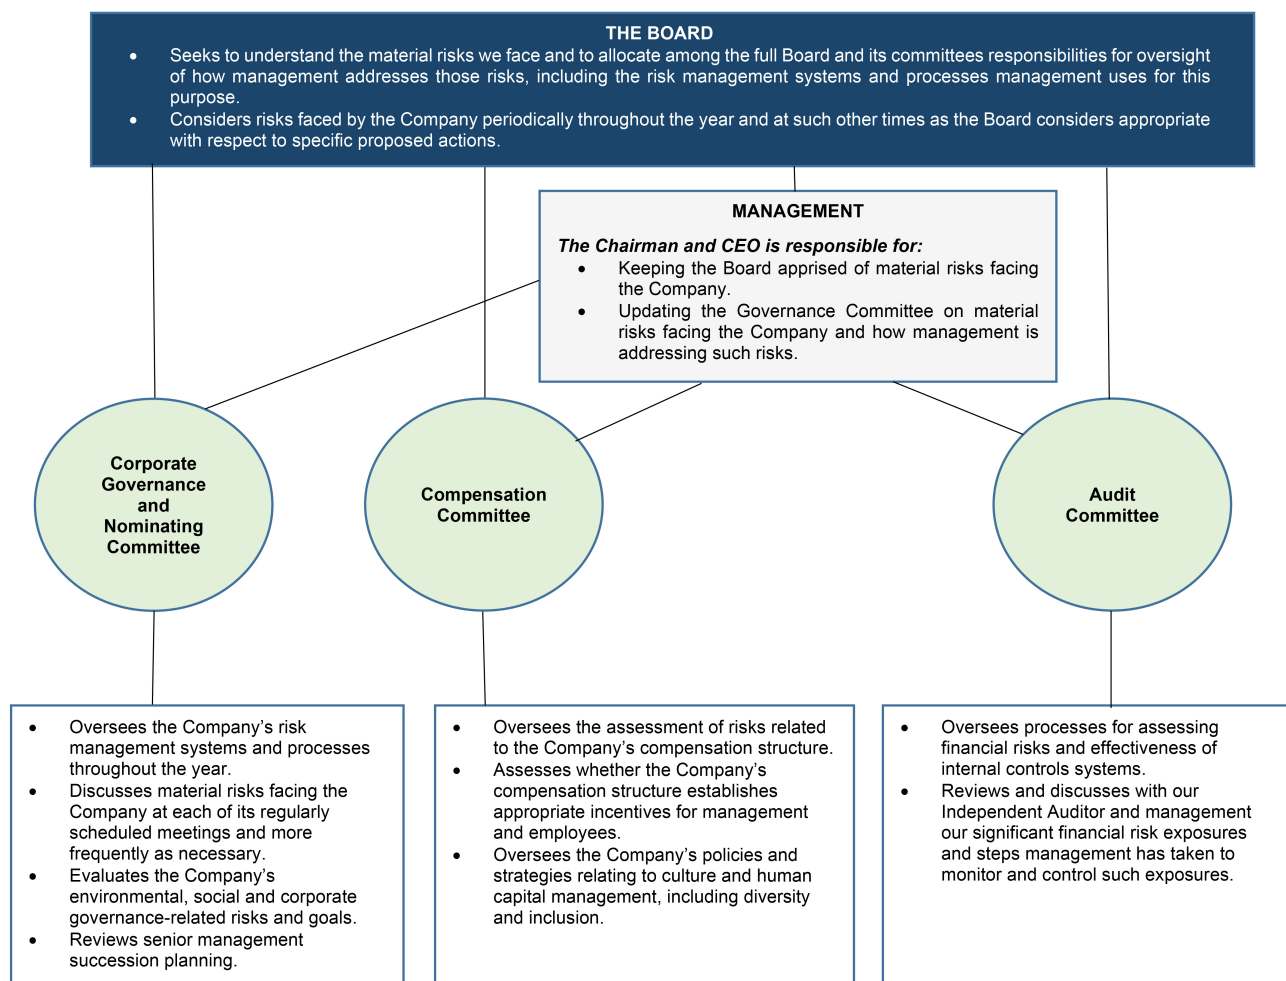 THE BOARD
• Seeks to understand the material risks we face and to allocate among the full Board and its committees responsibilities for oversight
of how management addresses those risks, including the risk management systems and processes management uses for this
purpose.
• Considers risks faced by the Company periodically throughout the year and at such other times as the Board considers appropriate
with respect to specific proposed actions.
MANAGEMENT
The Chairman and CEO is responsible for:
• Keeping the Board apprised of material risks facing
the Company.
• Updating the Governance Committee on material
risks facing the Company and how management is
addressing such risks.
Corporate
Governance
and
Nominating
Committee
Compensation
Committee
Audit
Committee
• Oversees the Company’s risk
management systems and processes
throughout the year.
• Discusses material risks facing the
Company at each of its regularly
scheduled meetings and more
frequently as necessary.
• Evaluates the Company’s
environmental, social and corporate
governance-related risks and goals.
• Reviews senior management
succession planning.
• Oversees the assessment of risks related
to the Company’s compensation structure.
• Assesses whether the Company’s
compensation structure establishes
appropriate incentives for management
and employees.
• Oversees the Company’s policies and
strategies relating to culture and human
capital management, including diversity
and inclusion.
• Oversees processes for assessing
financial risks and effectiveness of
internal controls systems.
• Reviews and discusses with our
Independent Auditor and management
our significant financial risk exposures
and steps management has taken to
monitor and control such exposures.